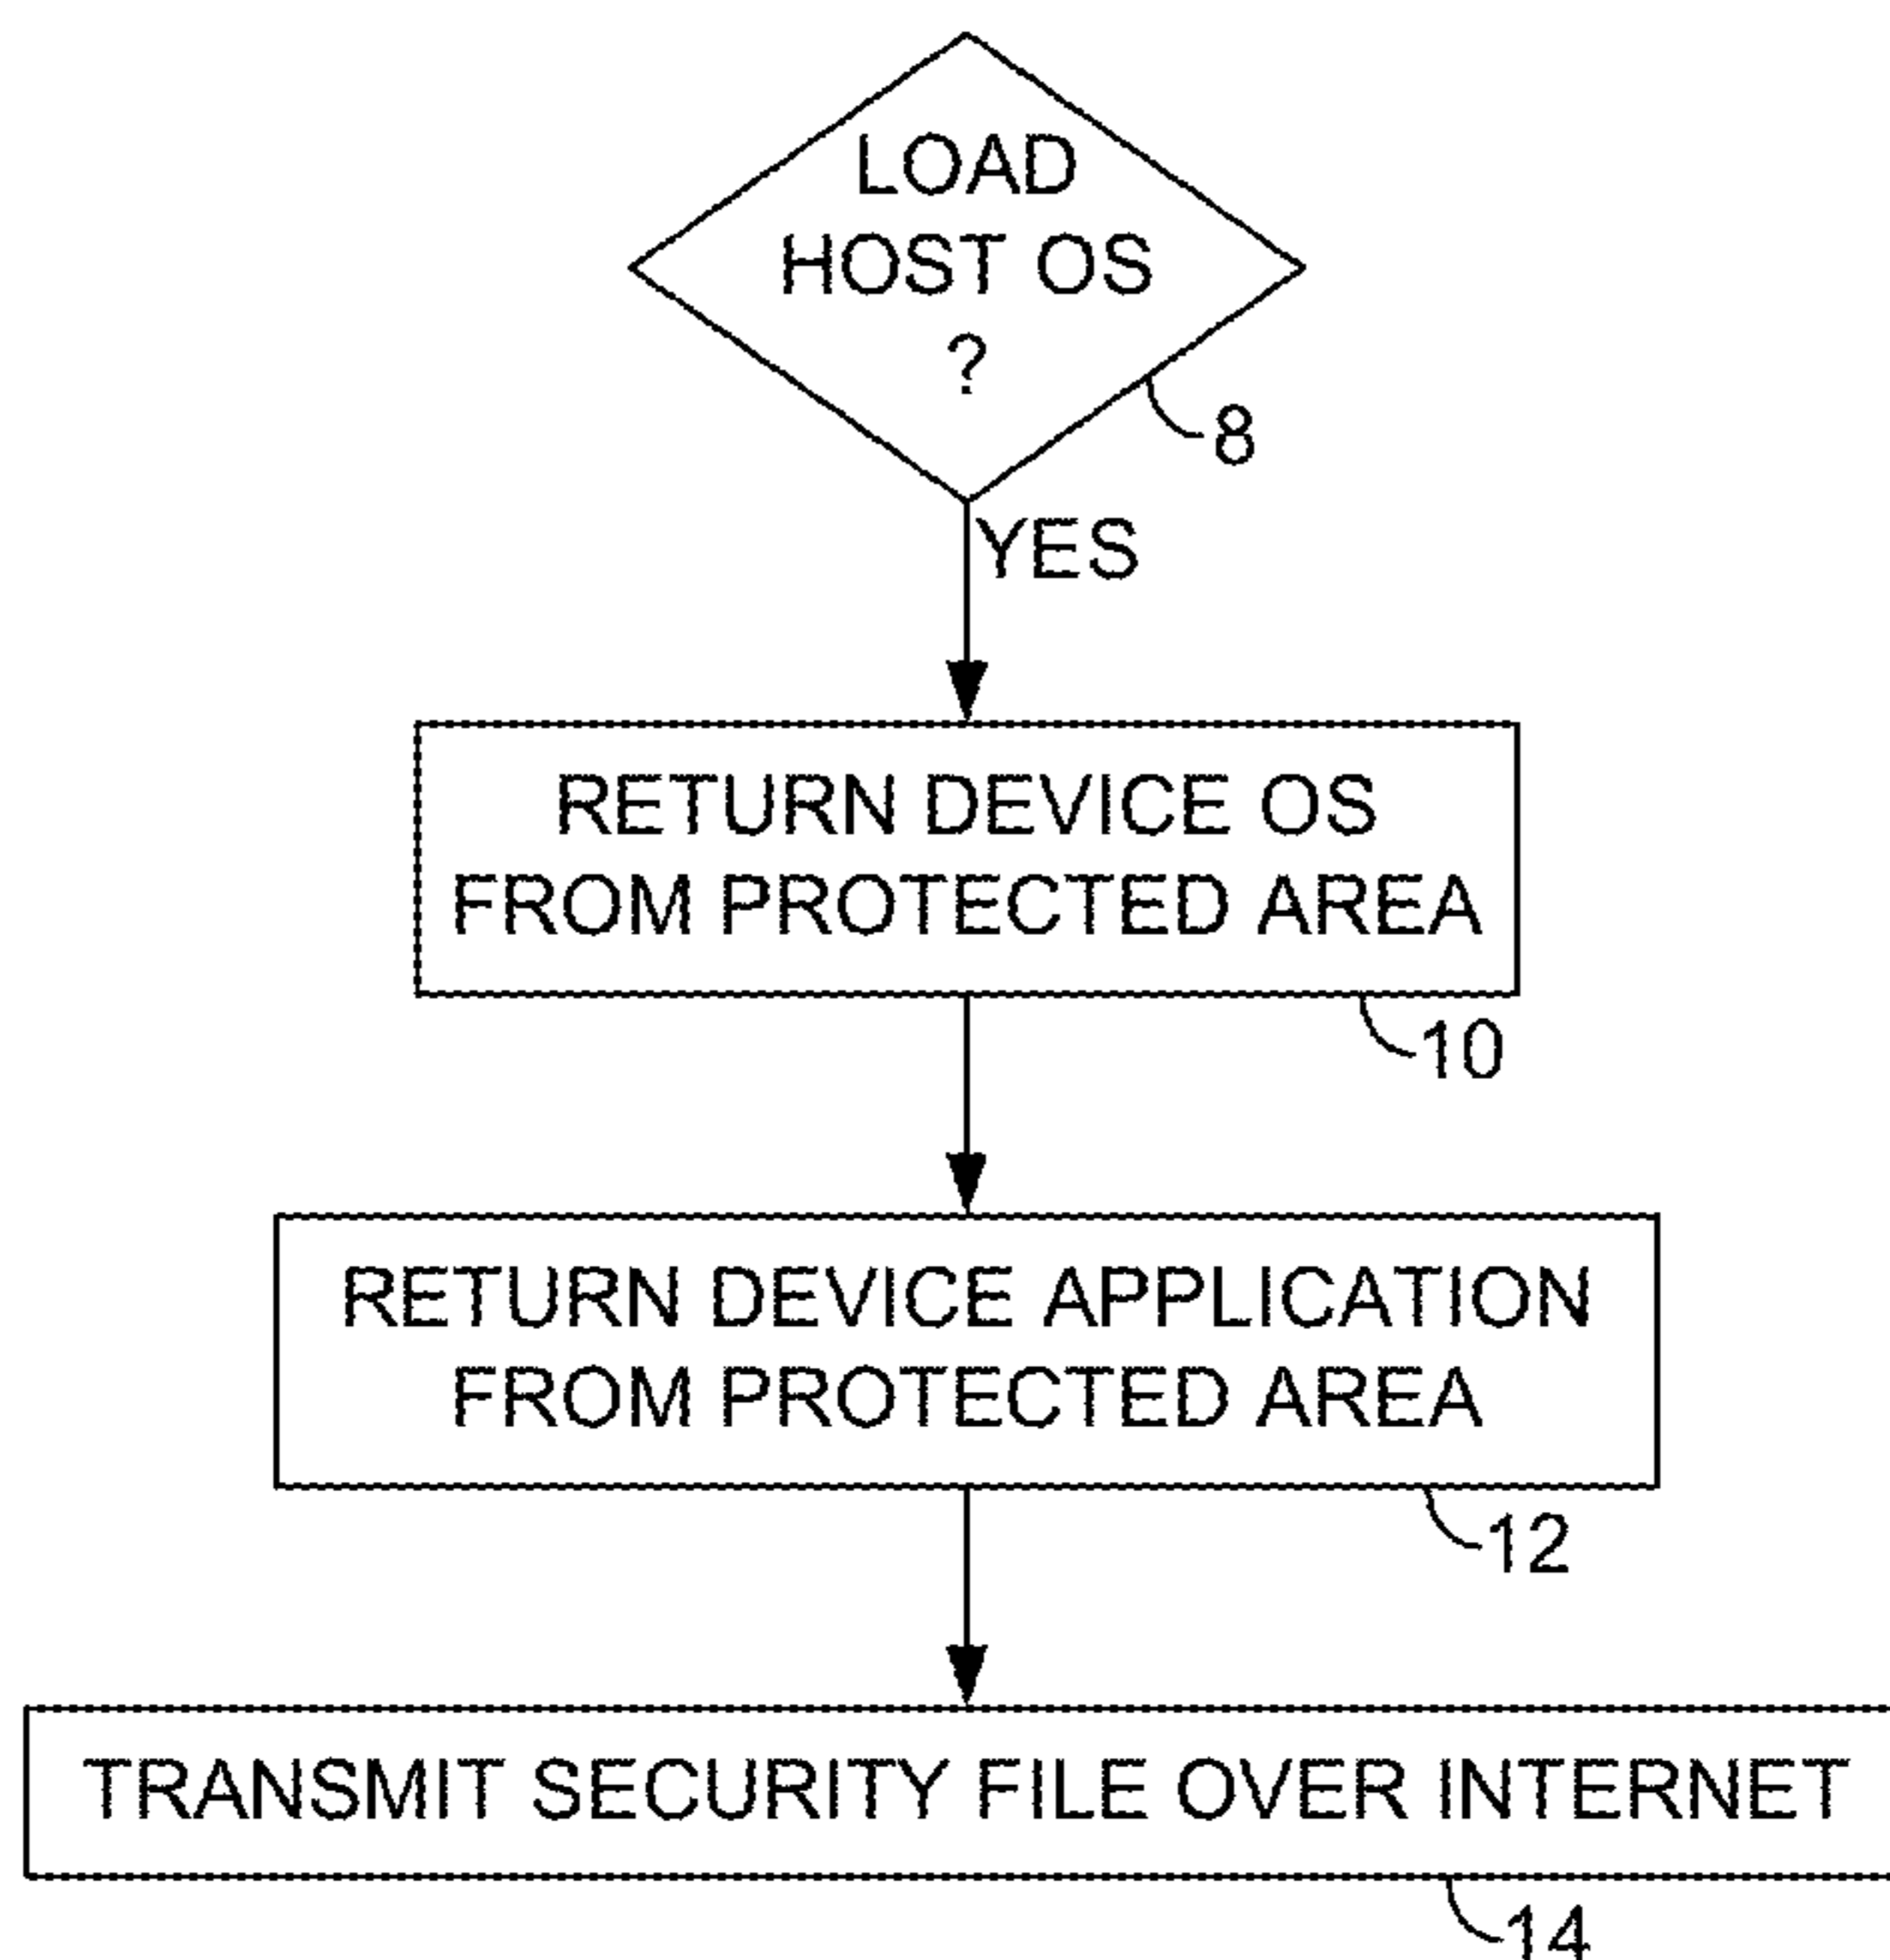 LOAD
HOST OS
?
8
YES
RETURN DEVICE OS
FROM PROTECTED AREA
10
RETURN DEVICE APPLICATION
FROM PROTECTED AREA
12
TRANSMIT SECURITY FILE OVER INTERNET
14